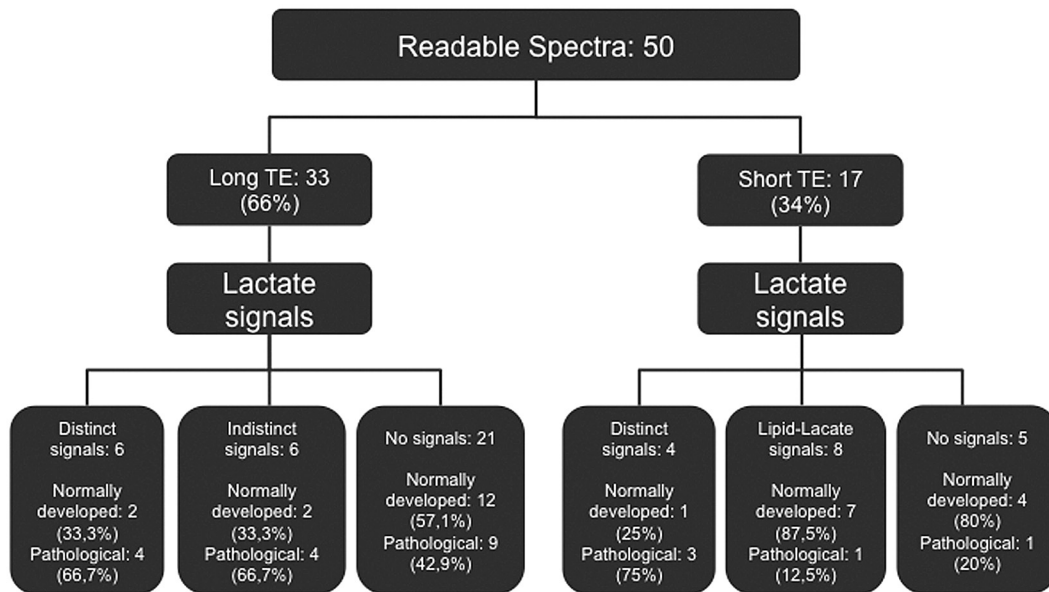 Readable Spectra: 50
Long TE: 33
(66%)
Short TE: 17
(34%)
Lactate
signals
Lactate
signals
Distinct
signals: 6
Normally
developed: 2
(33,3%)
Pathological: 4
(66,7%)
Indistinct
signals: 6
Normally
developed: 2
(33,3%)
Pathological: 4
(66,7%)
No signals: 21
Normally
developed: 12
(57,1%)
Pathological: 9
(42,9%)
Distinct
signals: 4
Normally
developed: 1
(25%)
Pathological: 3
(75%)
Lipid-Lacate
signals: 8
Normally
developed: 7
(87,5%)
Pathological: 1
(12,5%)
No signals: 5
Normally
developed: 4
(80%)
Pathological: 1
(20%)